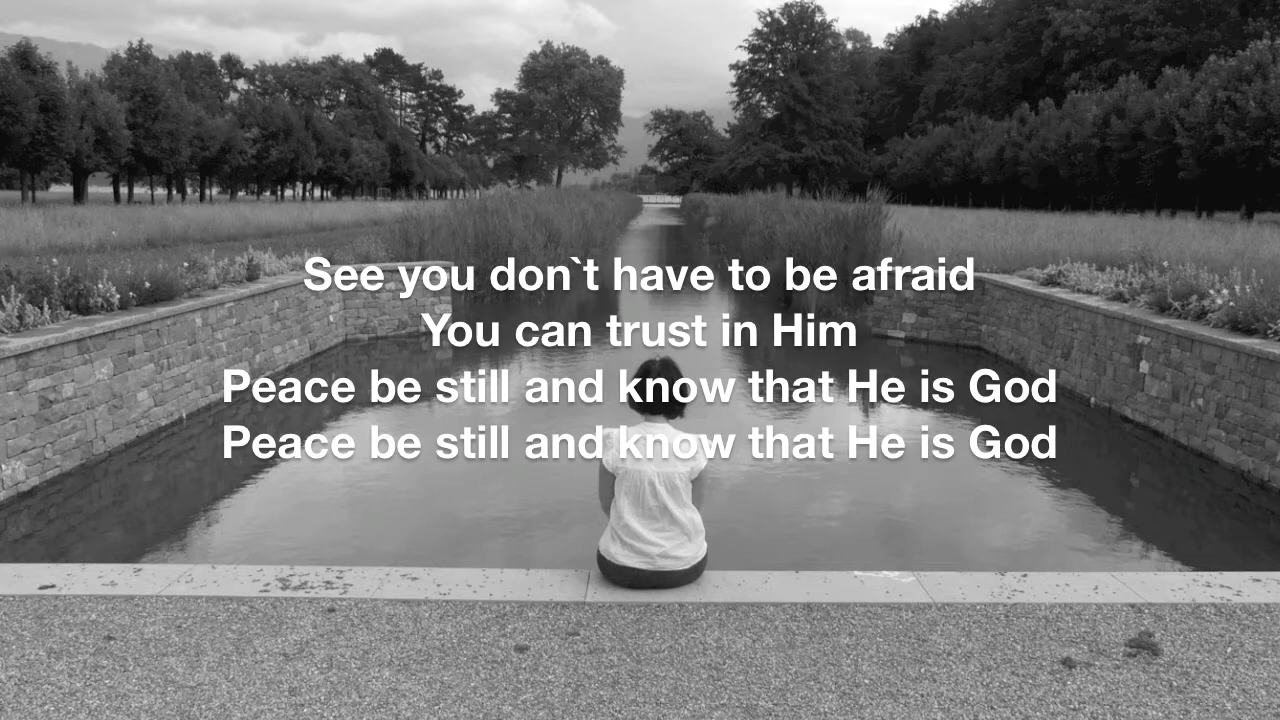 See you don`t have to be afraid
You can trust in Him
Peace be still and know that He is God
Peace be still and know that He is God